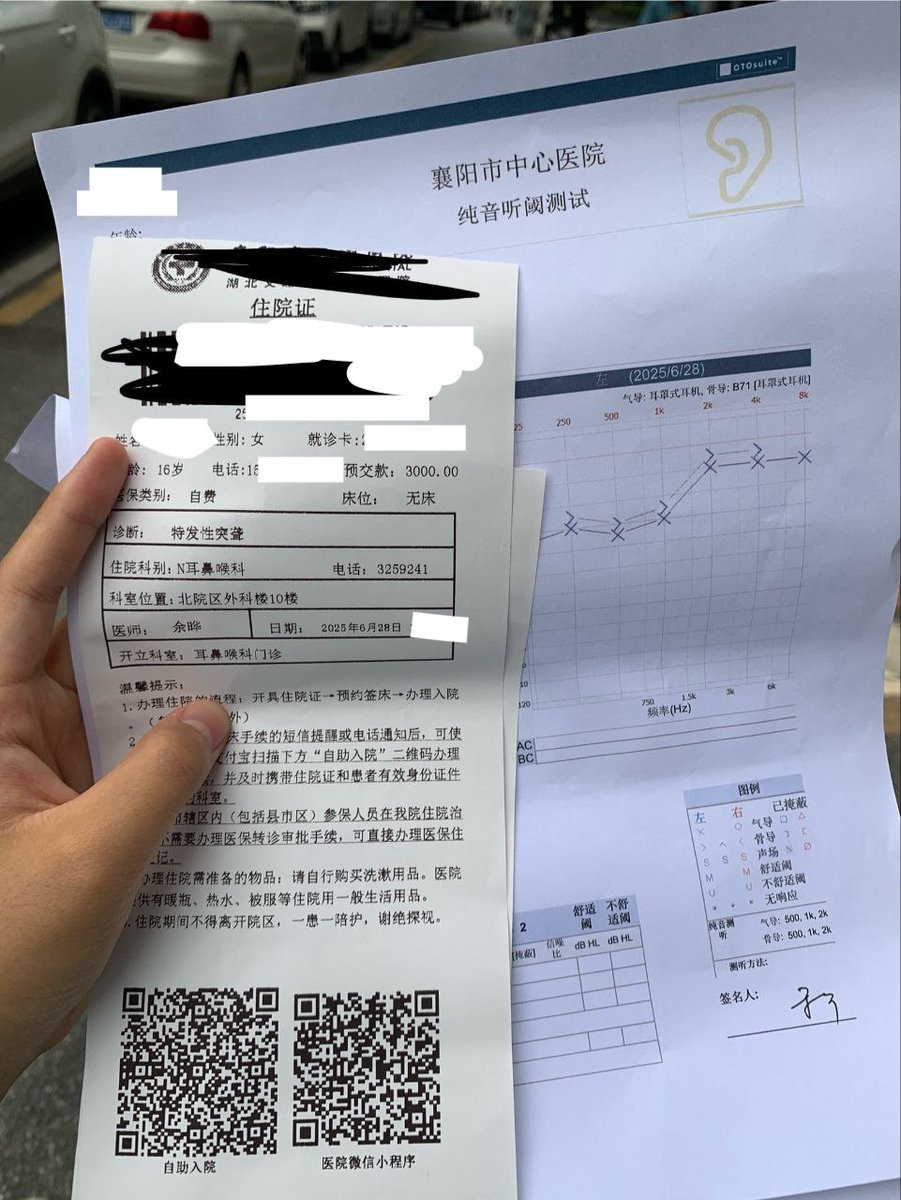 OTOsuite™
襄阳市中心医院
纯音听阈测试
年龄:
住院证
25
姓名 性别: 女 就诊卡:
龄: 16岁 电话:15 预交款: 3000.00
医保类别: 自费 床位: 无床
诊断: 特发性突聋
住院科别: N耳鼻喉科 电话: 3259241
科室位置: 北院区外科楼10楼
医师: 余晔 日期: 2025年6月28日
开立科室: 耳鼻喉科门诊
温馨提示:
1.办理住院的流程: 开具住院证→预约签床→办理入院
。( 外)
2 床手续的短信提醒或电话通知后, 可使
付宝扫描下方“自助入院”二维码办理
, 并及时携带住院证和患者有效身份证件
科室。
市辖区内(包括县市区)参保人员在我院住院治
不需要办理医保转诊审批手续, 可直接办理医保住
记。
办理住院需准备的物品: 请自行购买洗漱用品。医院
供有暖瓶、热水、被服等住院用一般生活用品。
.住院期间不得离开院区, 一患一陪护, 谢绝探视。
自助入院
医院微信小程序
左 (2025/6/28)
气导: 耳罩式耳机, 骨导: B71 [耳罩式耳机]
25 250 500 1k 2k 4k 8k
10
120
750 1.5k 3k 6k
频率(Hz)
AC
BC
图例
左 右 已掩蔽
气导
骨导
声场
舒适阈
不舒适阈
无响应
纯音测听
气导: 500, 1k, 2k
骨导: 500, 1k, 2k
测听方法:
签名人:
2 舒适阈 不舒适阈
[掩蔽] 信噪比 dB HL dB HL